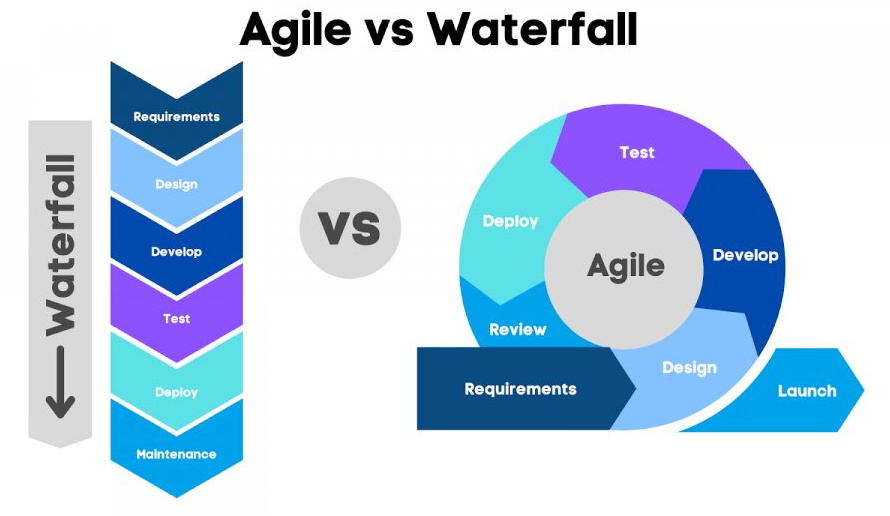 Agile vs Waterfall
Waterfall
Requirements
Design
Develop
Test
Deploy
Maintenance
VS
Agile
Test
Develop
Design
Requirements
Review
Deploy
Launch